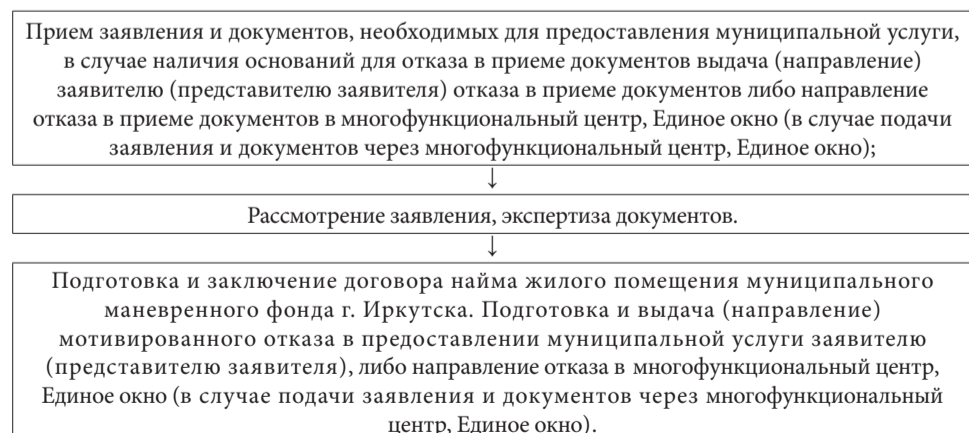 Прием заявления и документов, необходимых для предоставления муниципальной услуги,
в случае наличия оснований для отказа в приеме документов выдача (направление)
заявителю (представителю заявителя) отказа в приеме документов либо направление
отказа в приеме документов в многофункциональный центр, Единое окно (в случае подачи
заявления и документов через многофункциональный центр, Единое окно);
↓
Рассмотрение заявления, экспертиза документов.
↓
Подготовка и заключение договора найма жилого помещения муниципального
маневренного фонда г. Иркутска. Подготовка и выдача (направление)
мотивированного отказа в предоставлении муниципальной услуги заявителю
(представителю заявителя), либо направление отказа в многофункциональный центр,
Единое окно (в случае подачи заявления и документов через многофункциональный
центр, Единое окно).